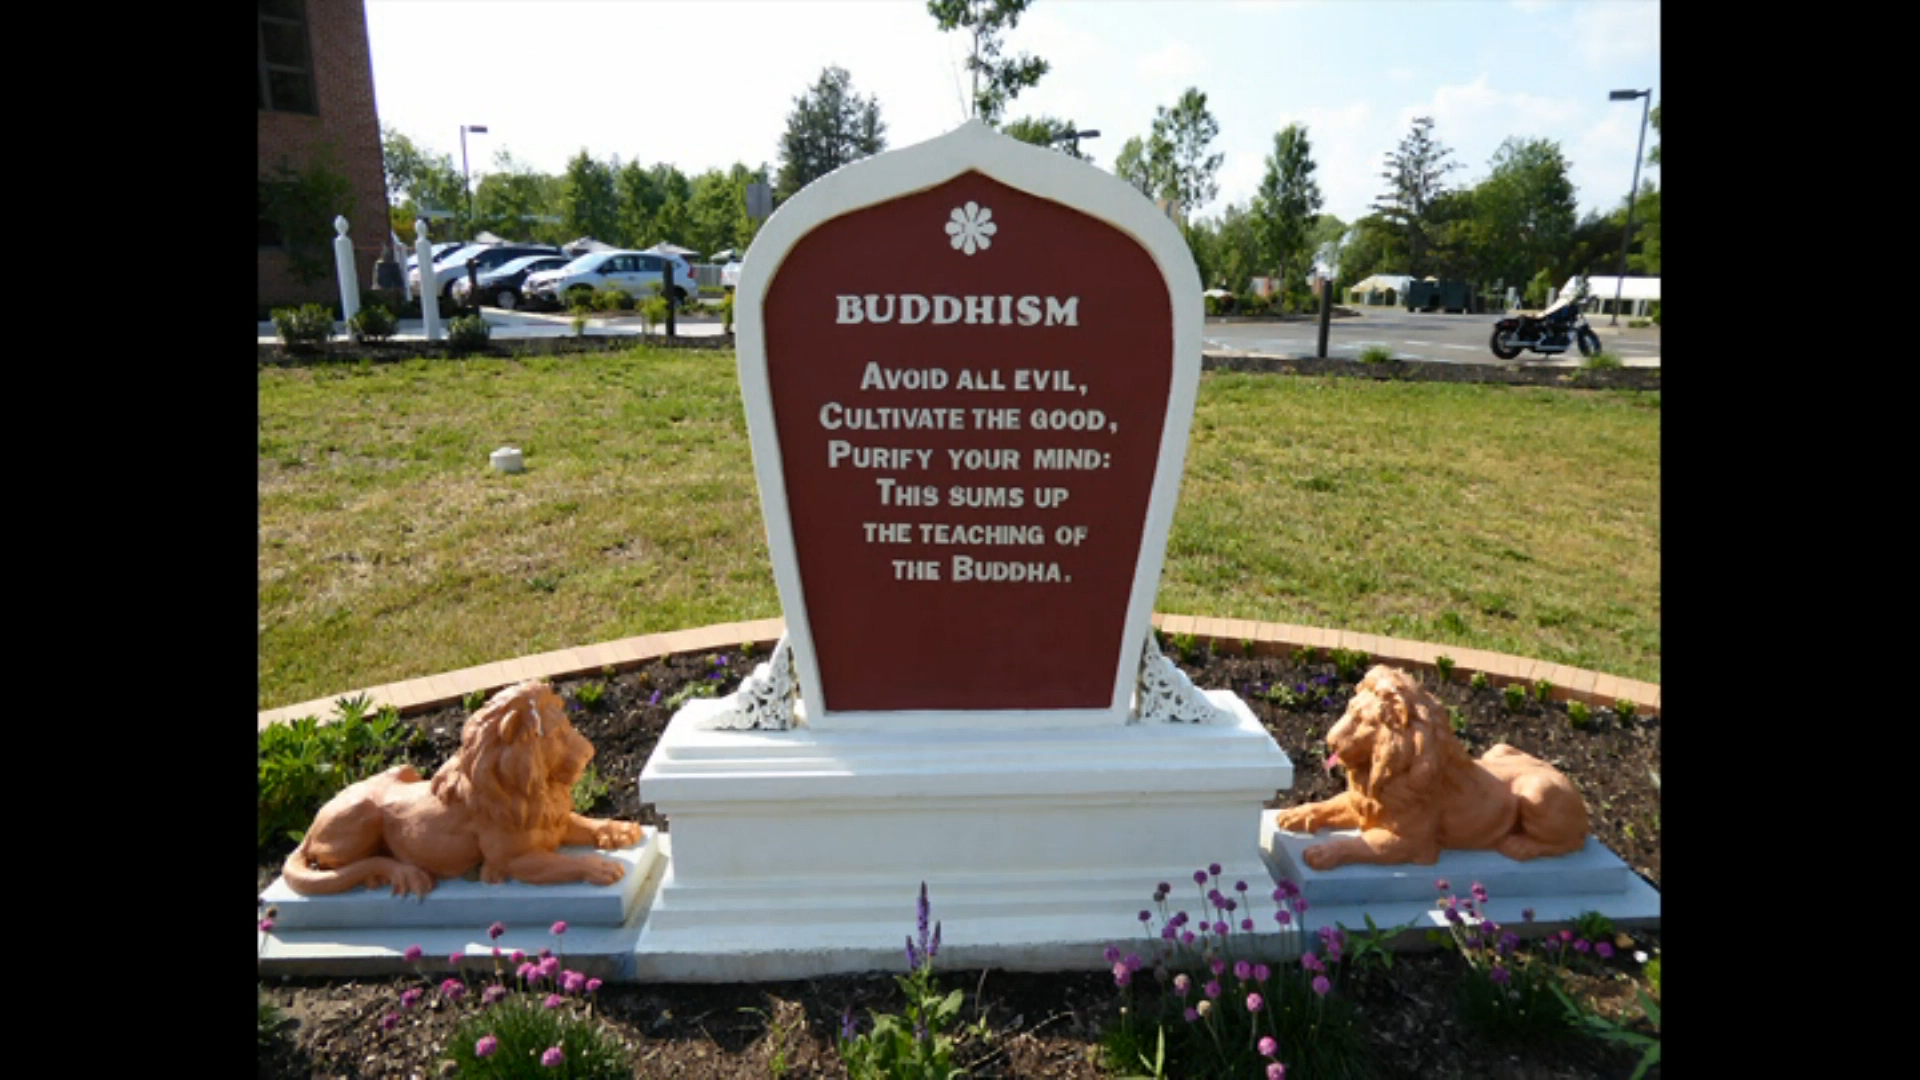 BUDDHISM
AVOID ALL EVIL,
CULTIVATE THE GOOD,
PURIFY YOUR MIND:
THIS SUMS UP
THE TEACHING OF
THE BUDDHA.